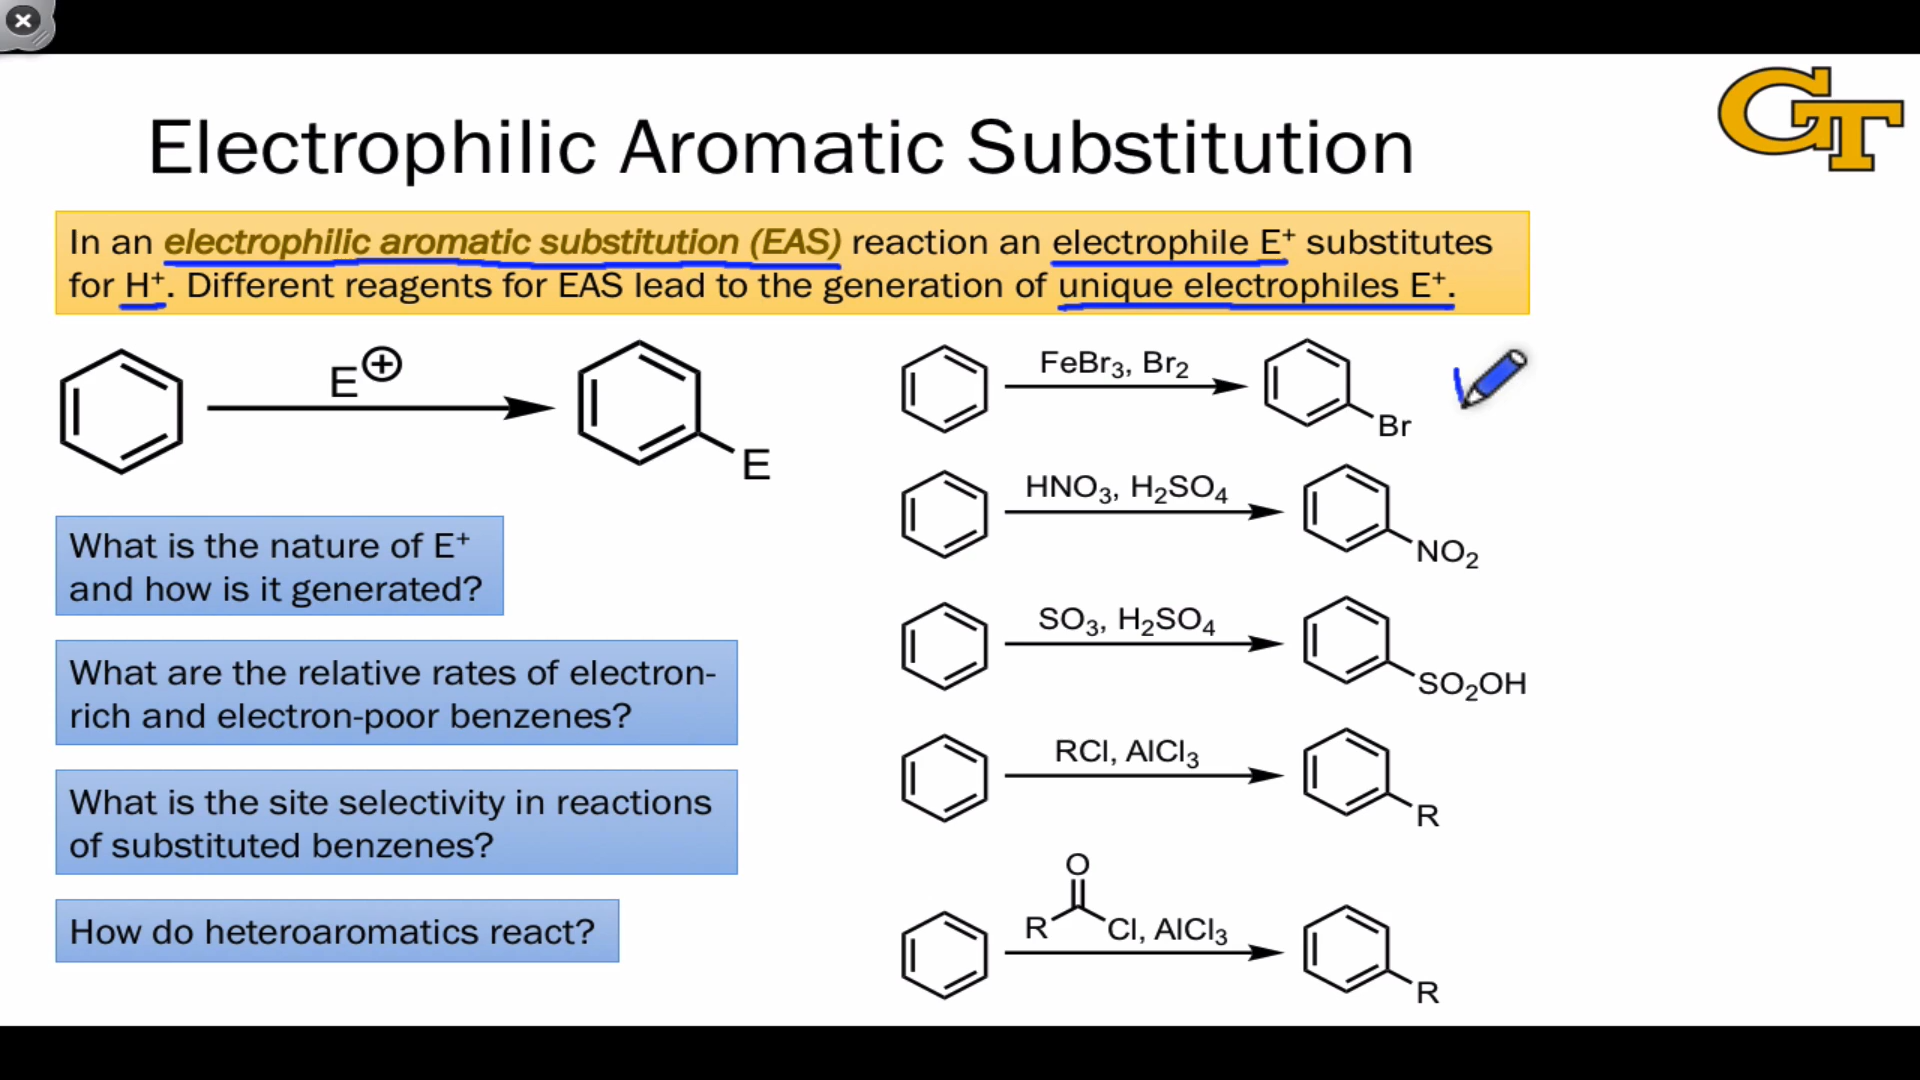 GT
Electrophilic Aromatic Substitution
In an electrophilic aromatic substitution (EAS) reaction an electrophile E⁺ substitutes
for H⁺. Different reagents for EAS lead to the generation of unique electrophiles E⁺.
E⊕
E
What is the nature of E⁺
and how is it generated?
What are the relative rates of electron-
rich and electron-poor benzenes?
What is the site selectivity in reactions
of substituted benzenes?
How do heteroaromatics react?
FeBr₃, Br₂
Br
HNO₃, H₂SO₄
NO₂
SO₃, H₂SO₄
SO₂OH
RCl, AlCl₃
R
O
R Cl, AlCl₃
R